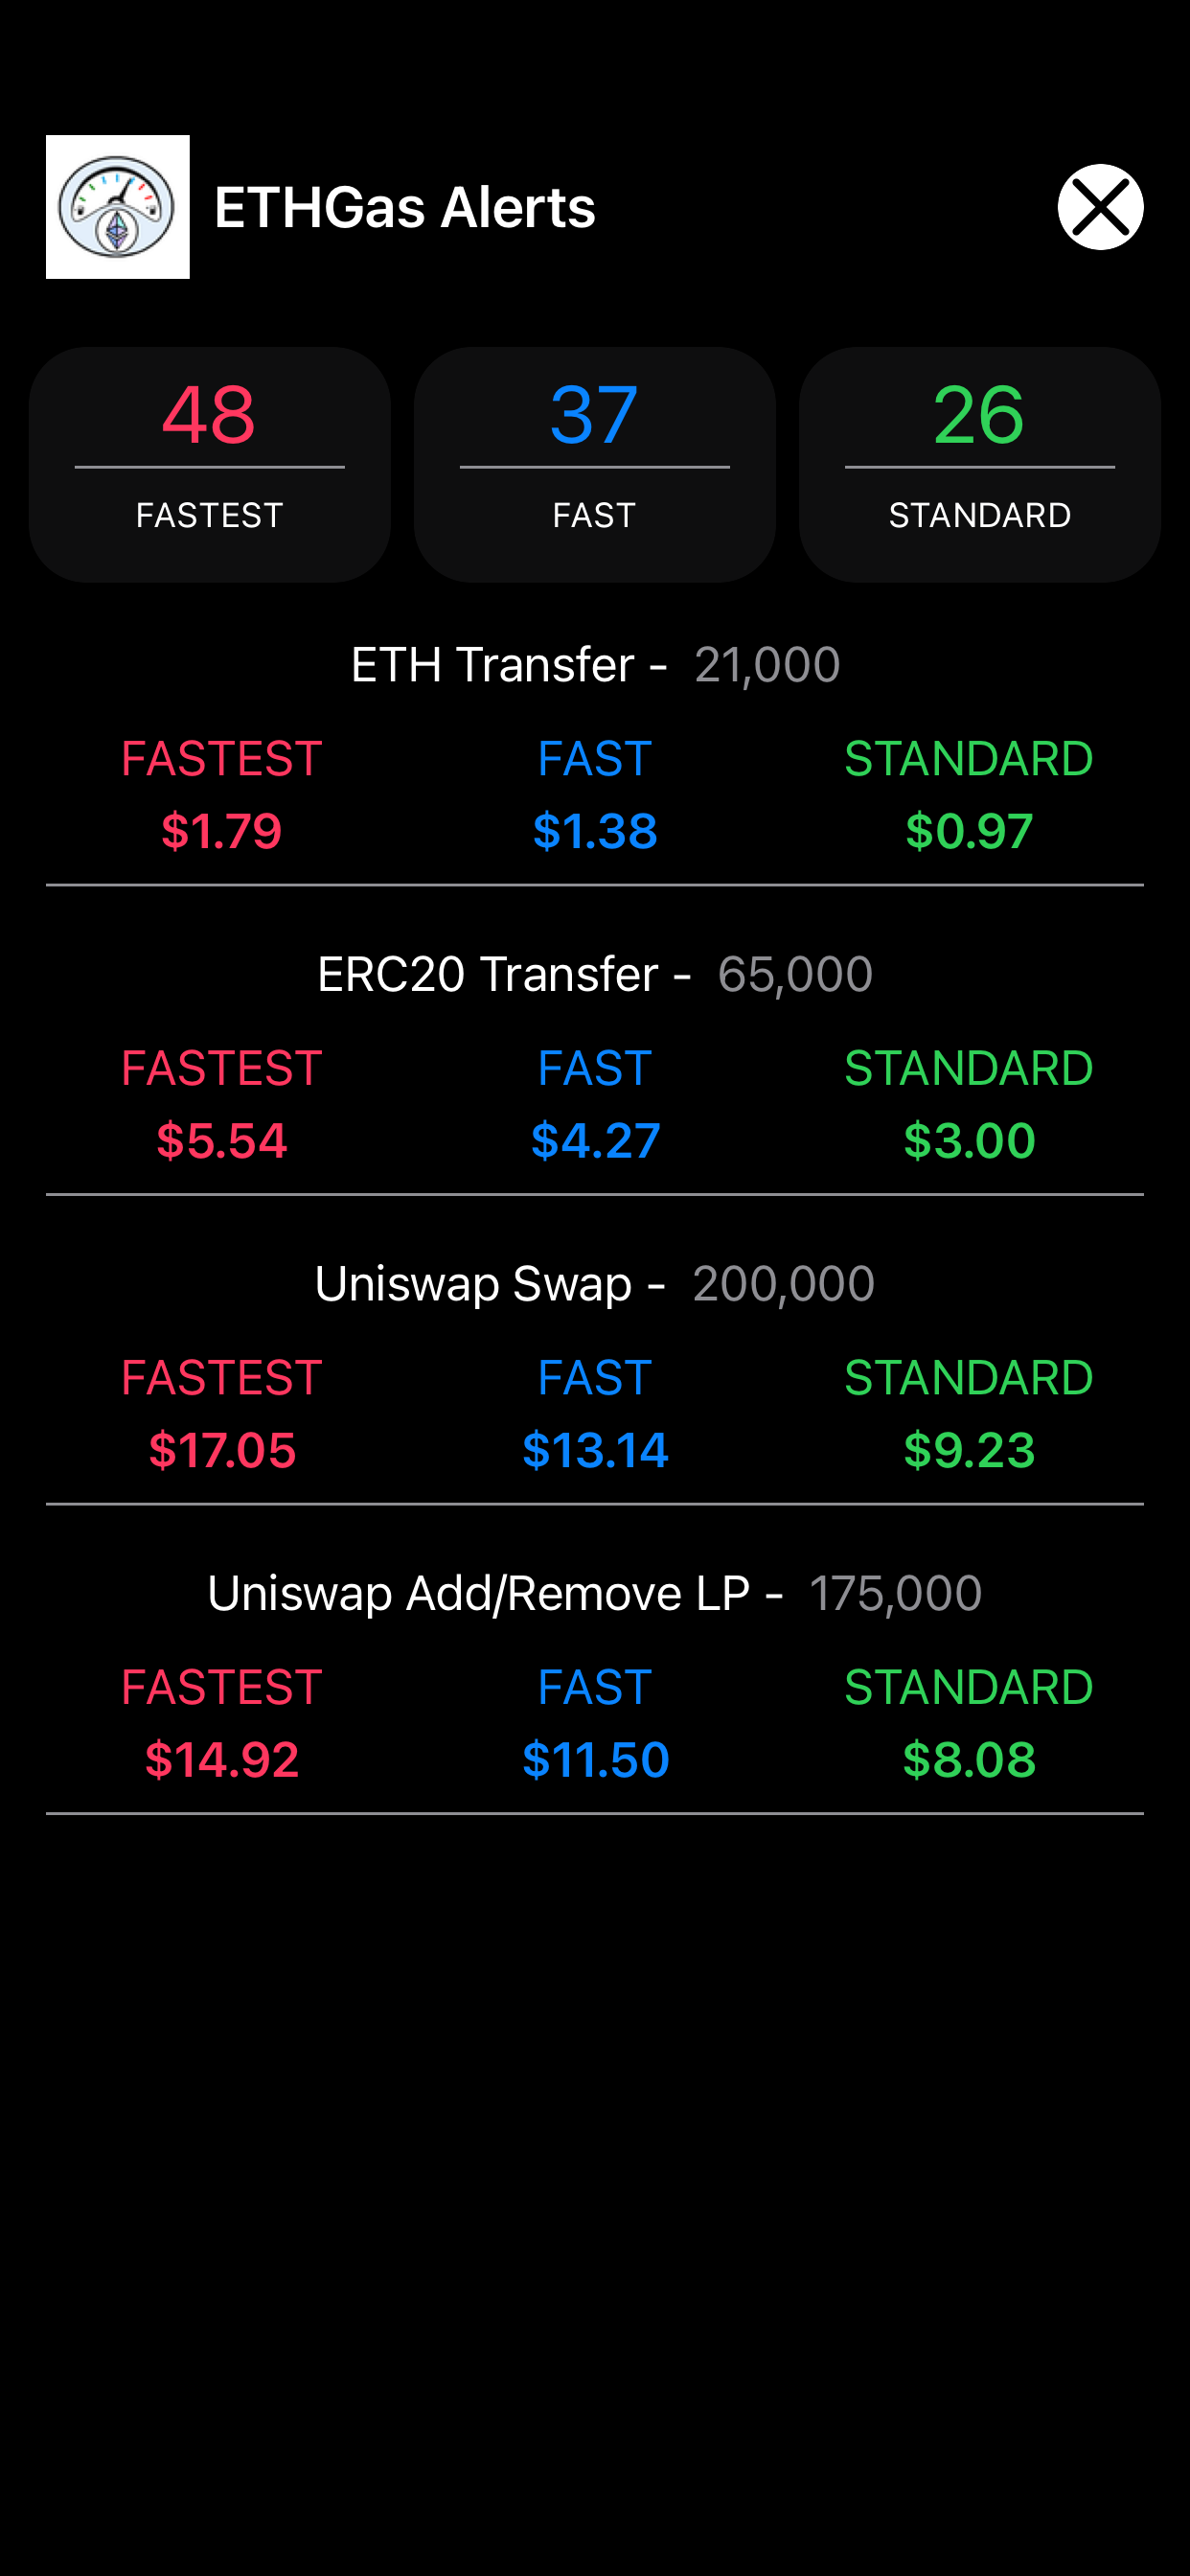 ETHGas Alerts
48 37 26
FASTEST FAST STANDARD
ETH Transfer - 21,000
FASTEST FAST STANDARD
$1.79 $1.38 $0.97
ERC20 Transfer - 65,000
FASTEST FAST STANDARD
$5.54 $4.27 $3.00
Uniswap Swap - 200,000
FASTEST FAST STANDARD
$17.05 $13.14 $9.23
Uniswap Add/Remove LP - 175,000
FASTEST FAST STANDARD
$14.92 $11.50 $8.08